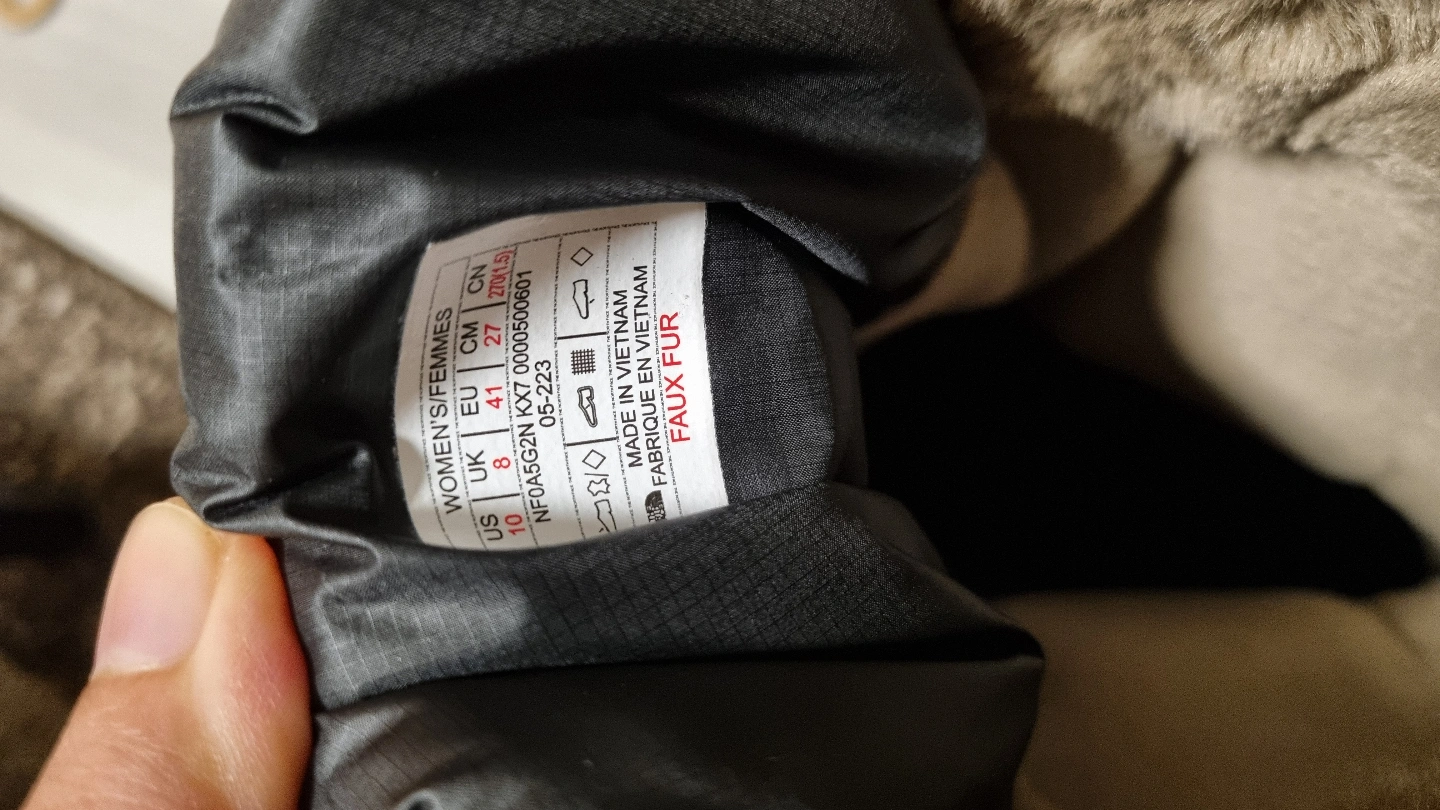 WOMEN'S/FEMMES
US | UK | EU | CM | CN
10 | 8 | 41 | 27 | 270(1.5)
NF0A5G2N KX7 0000500601
05-223
MADE IN VIETNAM
FABRIQUE EN VIETNAM
FAUX FUR